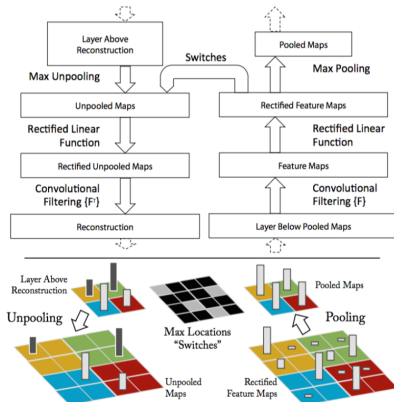 Layer Above
Reconstruction
Pooled Maps
Switches
Max Unpooling
Max Pooling
Unpooled Maps
Rectified Feature Maps
Rectified Linear
Function
Rectified Linear
Function
Rectified Unpooled Maps
Feature Maps
Convolutional
Filtering {Fᵀ}
Convolutional
Filtering {F}
Reconstruction
Layer Below Pooled Maps
Layer Above
Reconstruction
Pooled Maps
Unpooling
Max Locations
“Switches”
Pooling
Unpooled
Maps
Rectified
Feature Maps